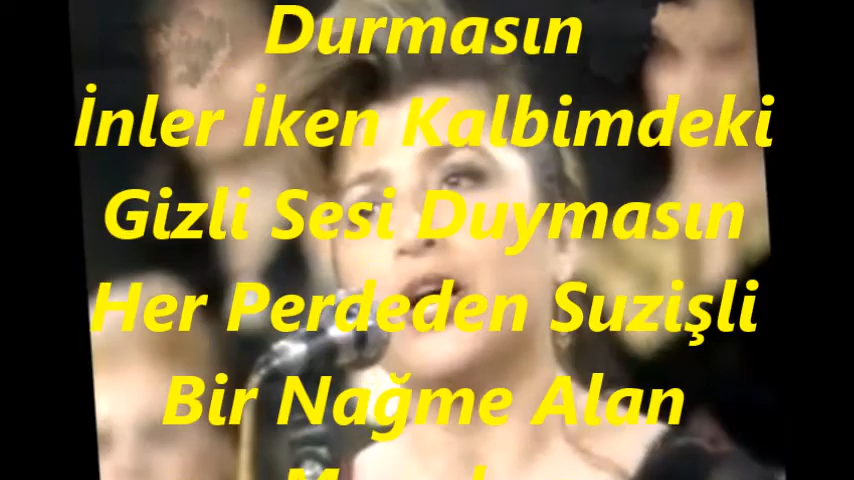 Durmasın
İnler İken Kalbimdeki
Gizli Sesi Duymasın
Her Perdeden Suzişli
Bir Nağme Alan